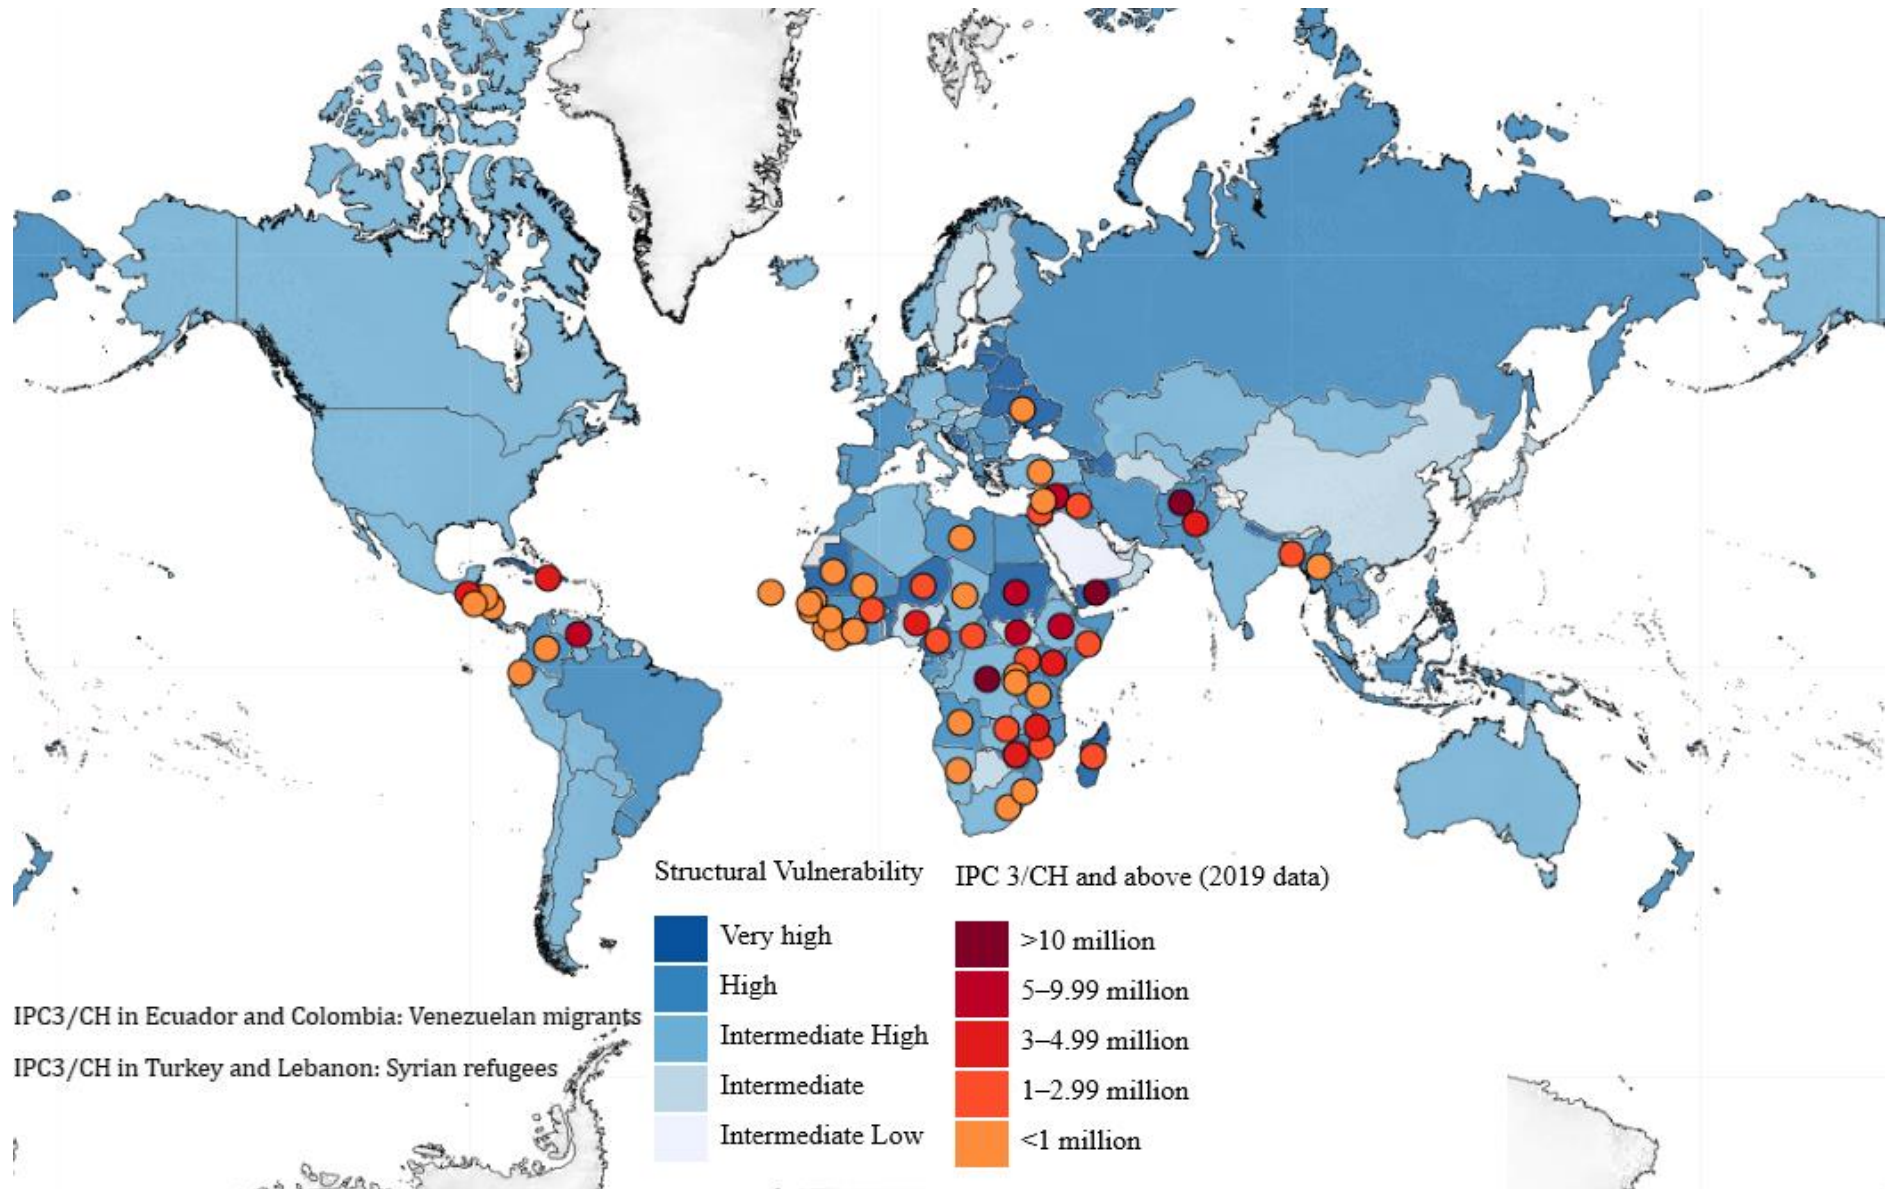 Structural Vulnerability
Very high
High
Intermediate High
Intermediate
Intermediate Low
IPC 3/CH and above (2019 data)
>10 million
5–9.99 million
3–4.99 million
1–2.99 million
<1 million
IPC3/CH in Ecuador and Colombia: Venezuelan migrants
IPC3/CH in Turkey and Lebanon: Syrian refugees